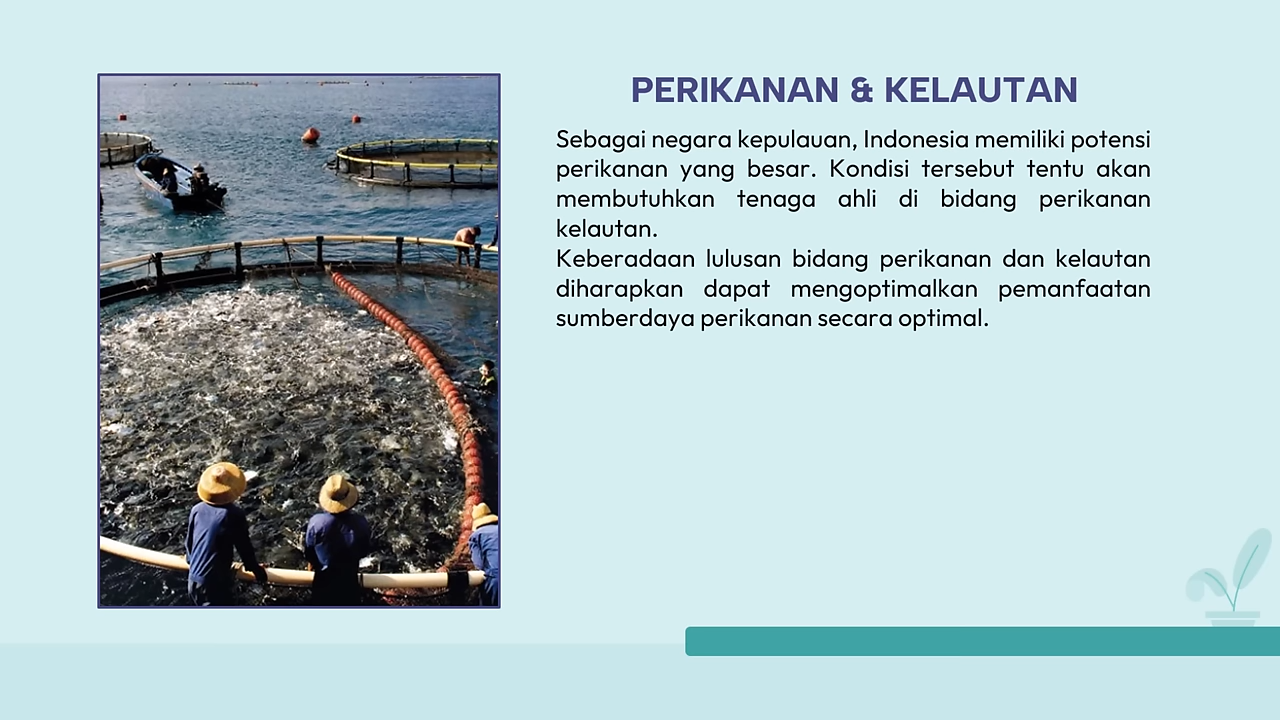 PERIKANAN & KELAUTAN
Sebagai negara kepulauan, Indonesia memiliki potensi
perikanan yang besar. Kondisi tersebut tentu akan
membutuhkan tenaga ahli di bidang perikanan
kelautan.
Keberadaan lulusan bidang perikanan dan kelautan
diharapkan dapat mengoptimalkan pemanfaatan
sumberdaya perikanan secara optimal.